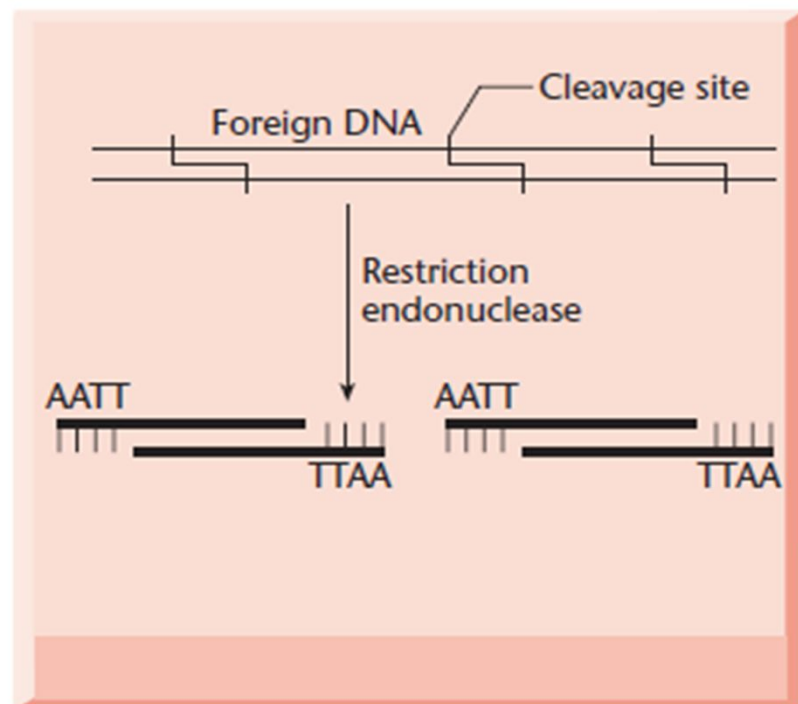 Cleavage site
Foreign DNA
Restriction
endonuclease
AATT
AATT
TTAA
TTAA